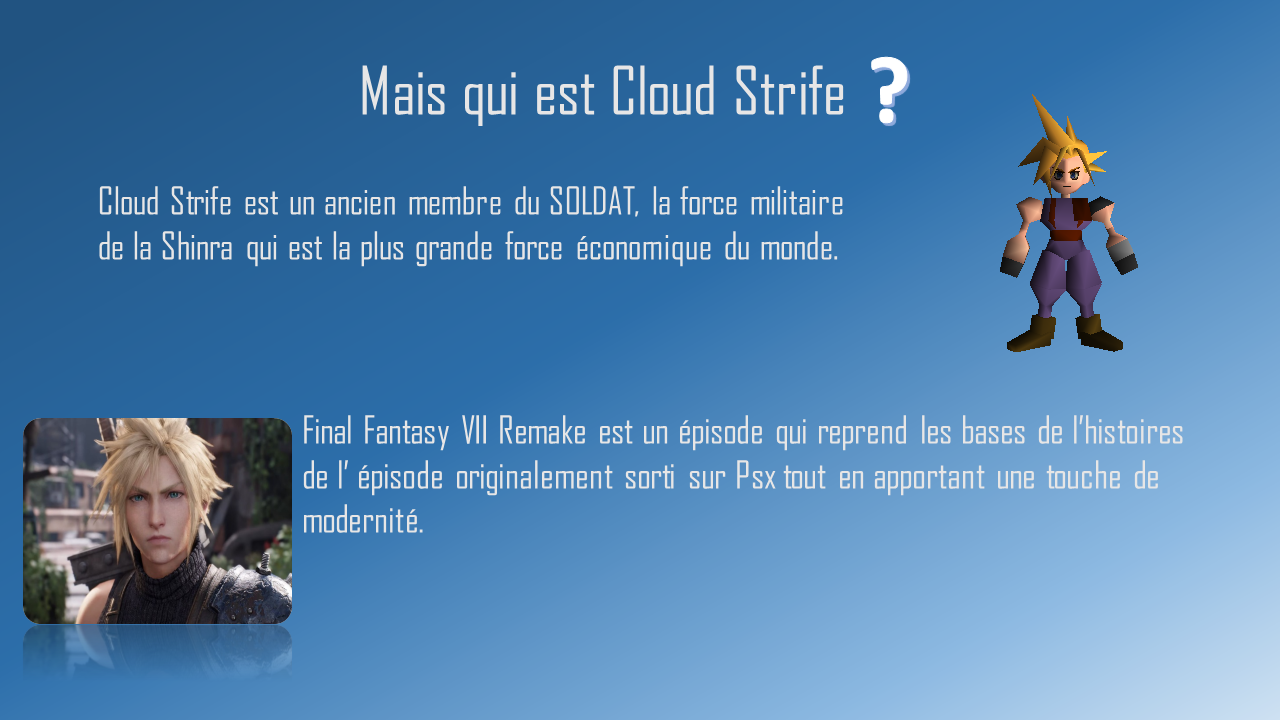 Mais qui est Cloud Strife ?
Cloud Strife est un ancien membre du SOLDAT, la force militaire
de la Shinra qui est la plus grande force économique du monde.
Final Fantasy VII Remake est un épisode qui reprend les bases de l’histoires
de l’ épisode originalement sorti sur Psx tout en apportant une touche de
modernité.